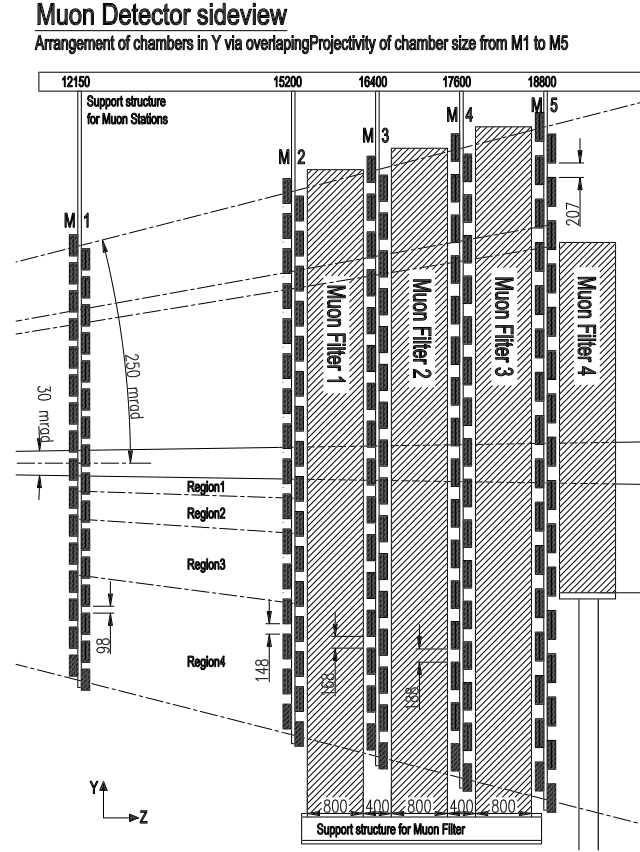 Muon Detector sideview
Arrangement of chambers in Y via overlapingProjectivity of chamber size from M1 to M5
12150 15200 16400 17600 18800
Support structure
for Muon Stations
M 5
M 4
M 3
M 2
M 1
207
Muon Filter 1
Muon Filter 2
Muon Filter 3
Muon Filter 4
250 mrad
30 mrad
Region1
Region2
Region3
Region4
98
148
168
188
Y
Z
800 400 800 400 800
Support structure for Muon Filter